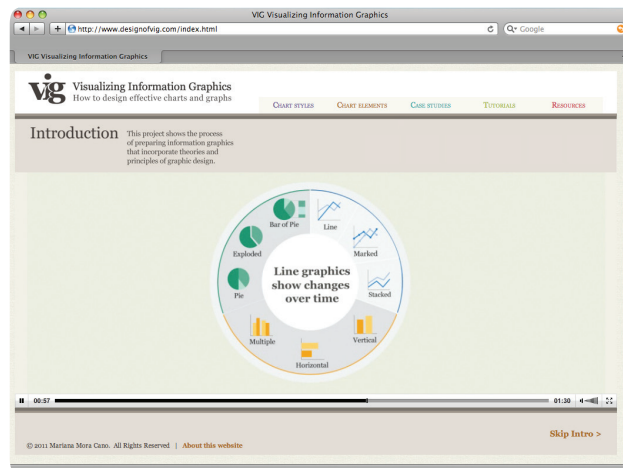 VIG Visualizing Information Graphics
http://www.designofvig.com/index.html
Google
VIG Visualizing Information Graphics
vig
Visualizing Information Graphics
How to design effective charts and graphs
Chart styles
Chart elements
Case studies
Tutorials
Resources
Introduction
This project shows the process
of preparing information graphics
that incorporate theories and
principles of graphic design.
Bar of Pie
Line
Exploded
Marked
Line graphics
show changes
over time
Pie
Stacked
Multiple
Vertical
Horizontal
00:57
01:30
Skip Intro >
© 2011 Mariana Mora Cano. All Rights Reserved | About this website